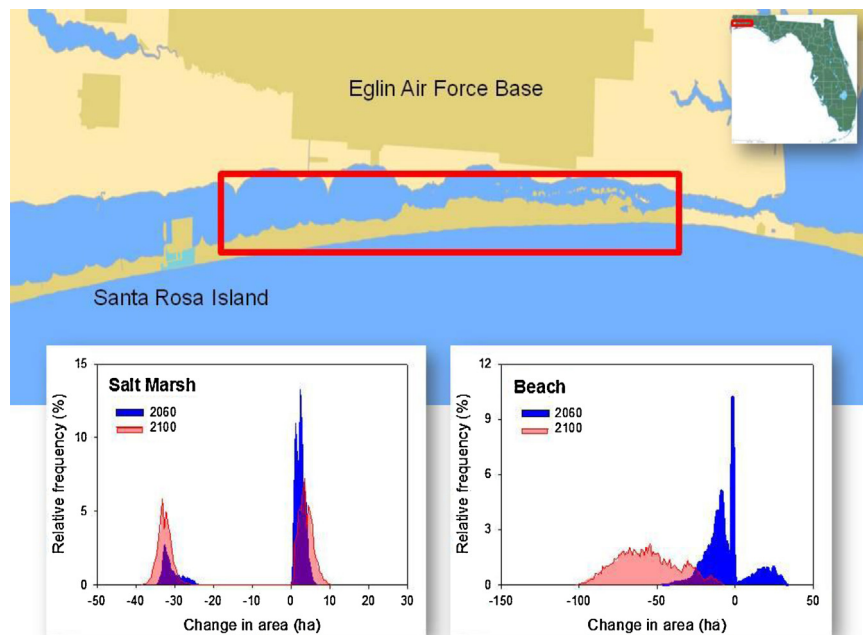 Eglin Air Force Base
Santa Rosa Island
Salt Marsh
2060
2100
Relative frequency (%)
15
10
5
0
-50 -40 -30 -20 -10 0 10 20 30
Change in area (ha)
Beach
2060
2100
Relative frequency (%)
12
9
6
3
0
-150 -100 -50 0 50
Change in area (ha)